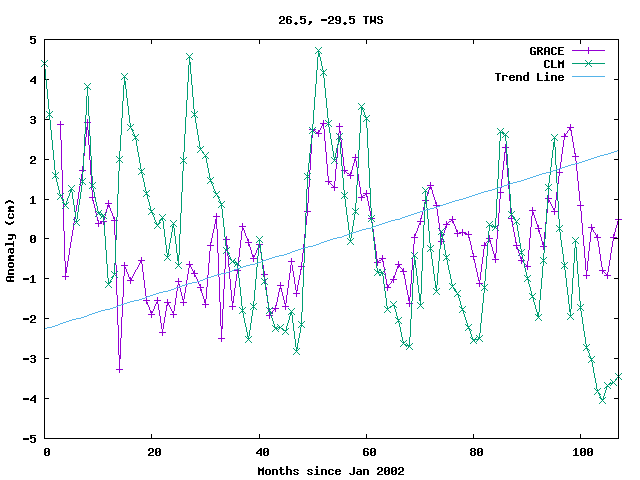 26.5, -29.5 TWS
GRACE
CLM
Trend Line
5
4
3
2
1
0
-1
-2
-3
-4
-5
Anomaly (cm)
0 20 40 60 80 100
Months since Jan 2002